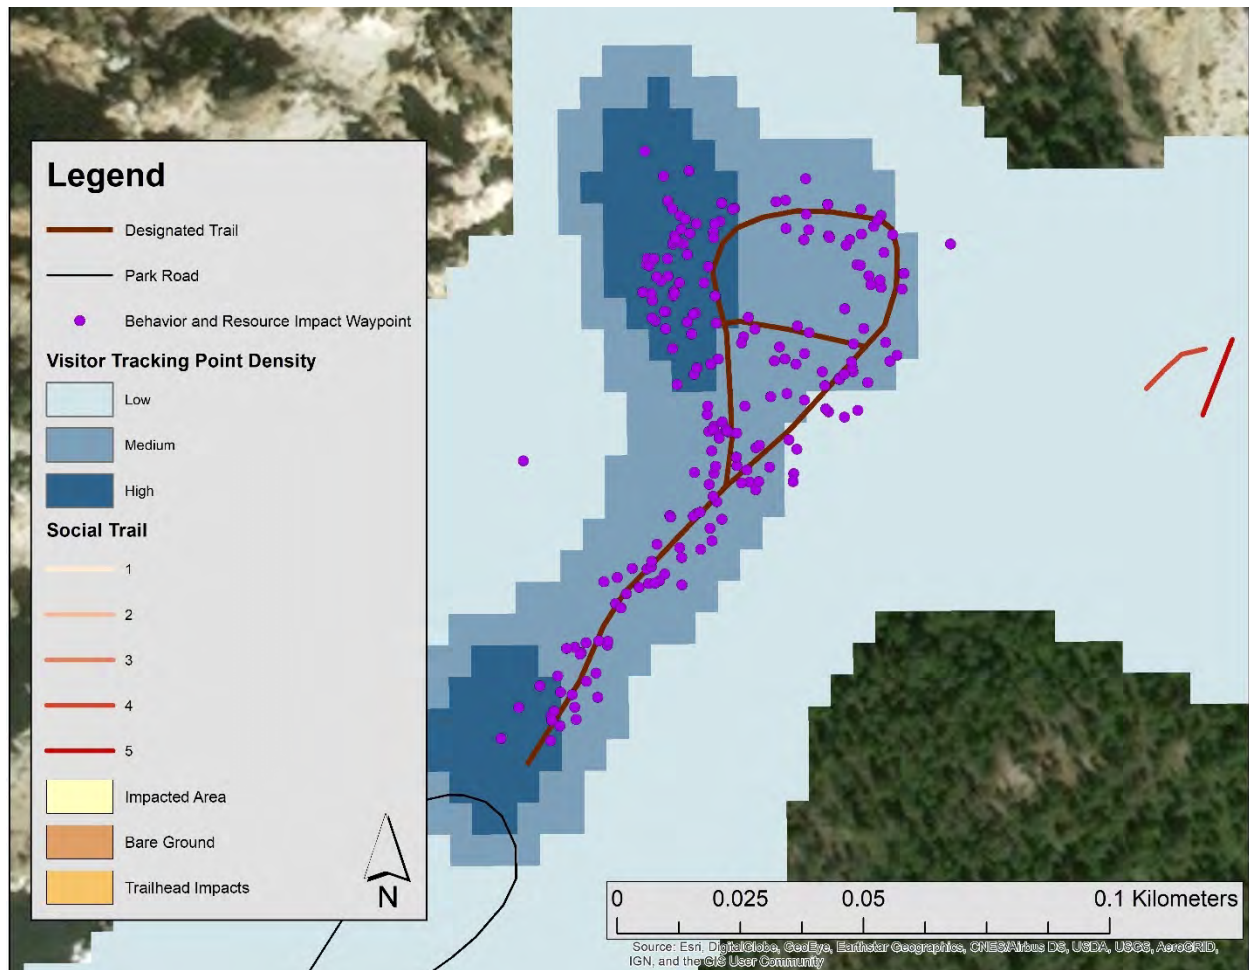 Legend
Designated Trail
Park Road
Behavior and Resource Impact Waypoint
Visitor Tracking Point Density
Low
Medium
High
Social Trail
1
2
3
4
5
Impacted Area
Bare Ground
Trailhead Impacts
N
0 0.025 0.05 0.1 Kilometers
Source: Esri, DigitalGlobe, GeoEye, Earthstar Geographics, CNES/Airbus DS, USDA, USGS, AeroGRID,
IGN, and the GIS User Community